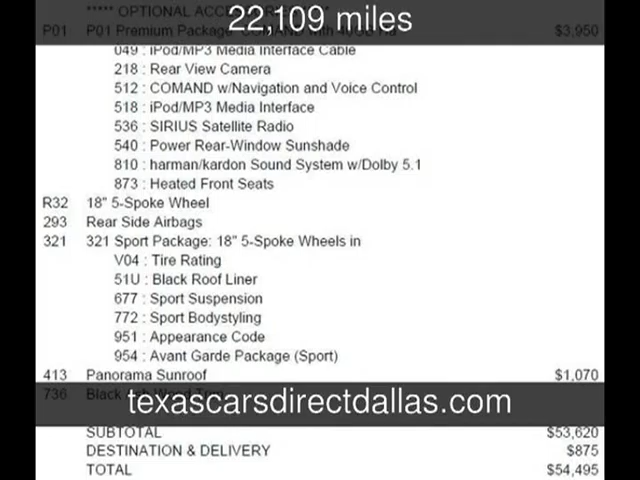 ***** OPTIONAL
22,109 miles
P01 P01 Premium Package COMAND with $3,950
049 : iPod/MP3 Media Interface Cable
218 : Rear View Camera
512 : COMAND w/Navigation and Voice Control
518 : iPod/MP3 Media Interface
536 : SIRIUS Satellite Radio
540 : Power Rear-Window Sunshade
810 : harman/kardon Sound System w/Dolby 5.1
873 : Heated Front Seats
R32 18" 5-Spoke Wheel
293 Rear Side Airbags
321 321 Sport Package: 18" 5-Spoke Wheels in
V04 : Tire Rating
51U : Black Roof Liner
677 : Sport Suspension
772 : Sport Bodystyling
951 : Appearance Code
954 : Avant Garde Package (Sport)
413 Panorama Sunroof $1,070
736 Black
texascarsdirectdallas.com
SUBTOTAL $53,620
DESTINATION & DELIVERY $875
TOTAL $54,495